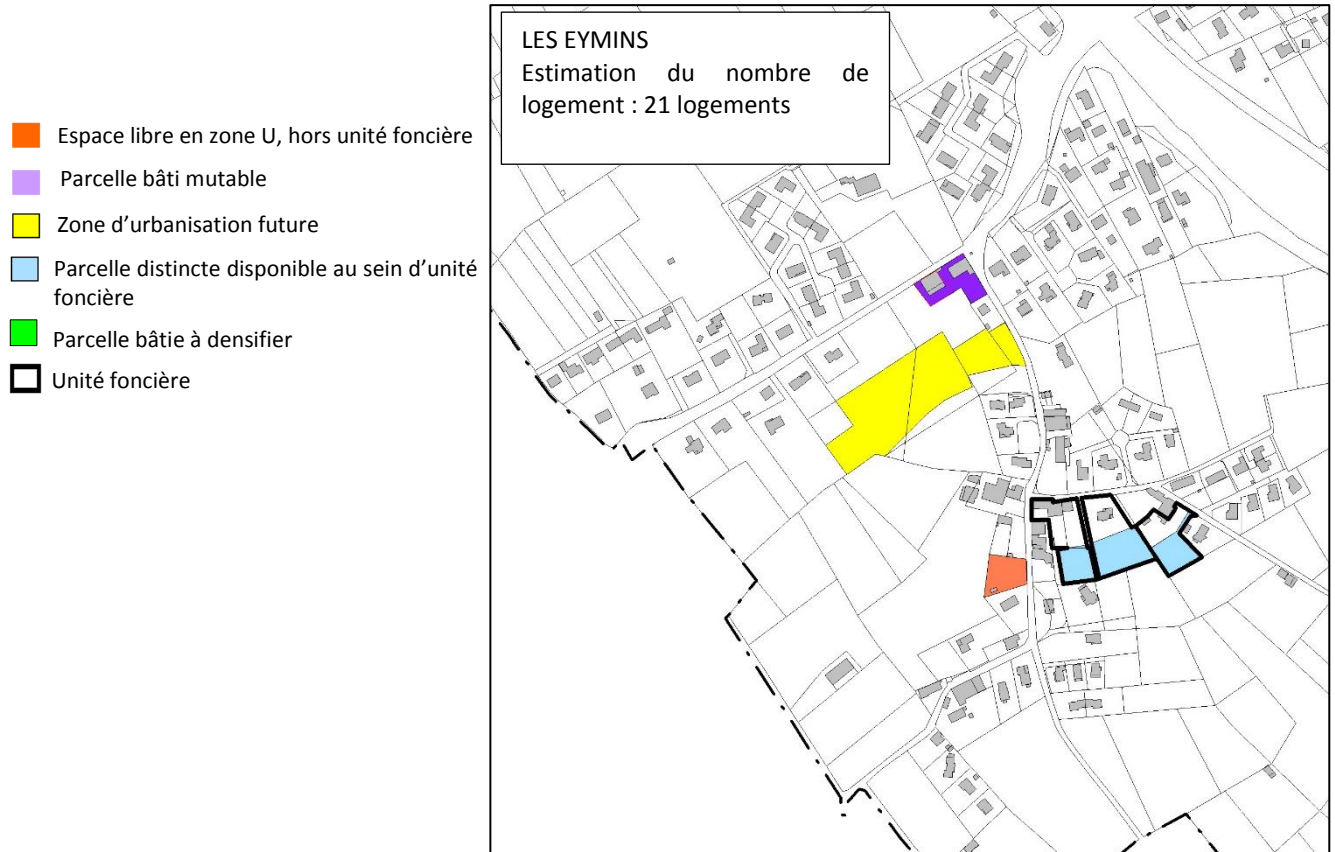 LES EYMINS
Estimation du nombre de
logement : 21 logements
Espace libre en zone U, hors unité foncière
Parcelle bâti mutable
Zone d’urbanisation future
Parcelle distincte disponible au sein d’unité
foncière
Parcelle bâtie à densifier
Unité foncière